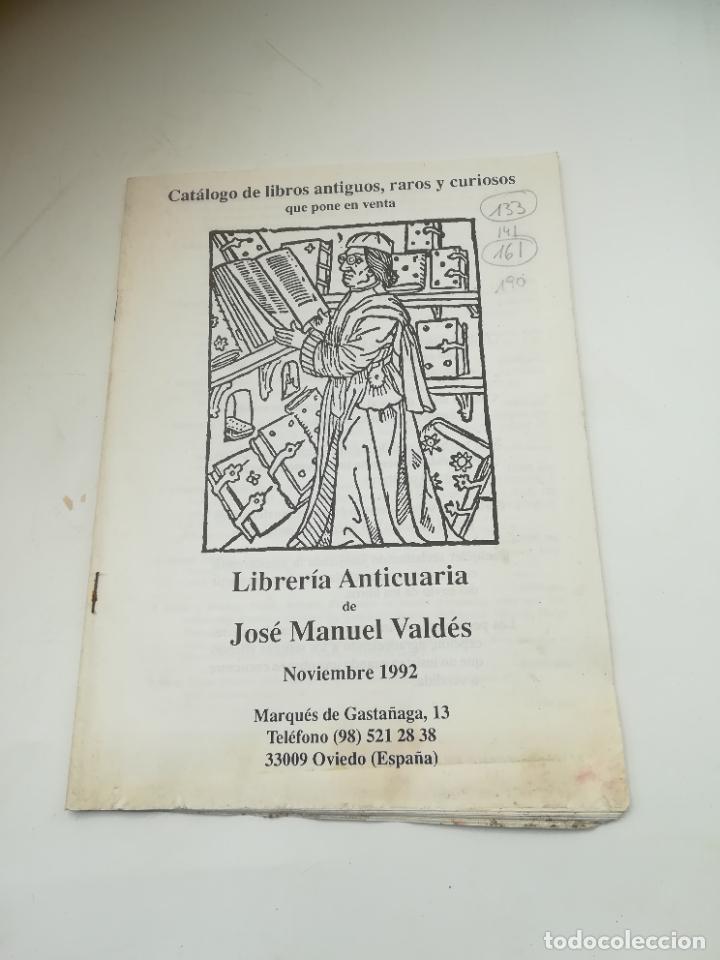 Catálogo de libros antiguos, raros y curiosos
que pone en venta
133
141
161
190
Librería Anticuaria
de
José Manuel Valdés
Noviembre 1992
Marqués de Gastañaga, 13
Teléfono (98) 521 28 38
33009 Oviedo (España)
todocoleccion